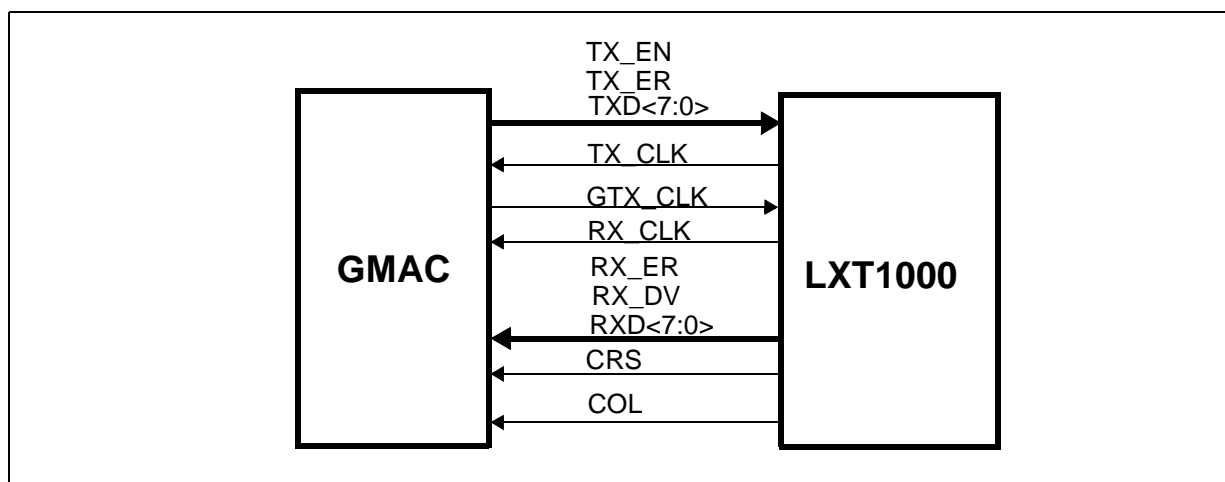 TX_EN
TX_ER
TXD<7:0>
TX_CLK
GTX_CLK
RX_CLK
GMAC
LXT1000
RX_ER
RX_DV
RXD<7:0>
CRS
COL